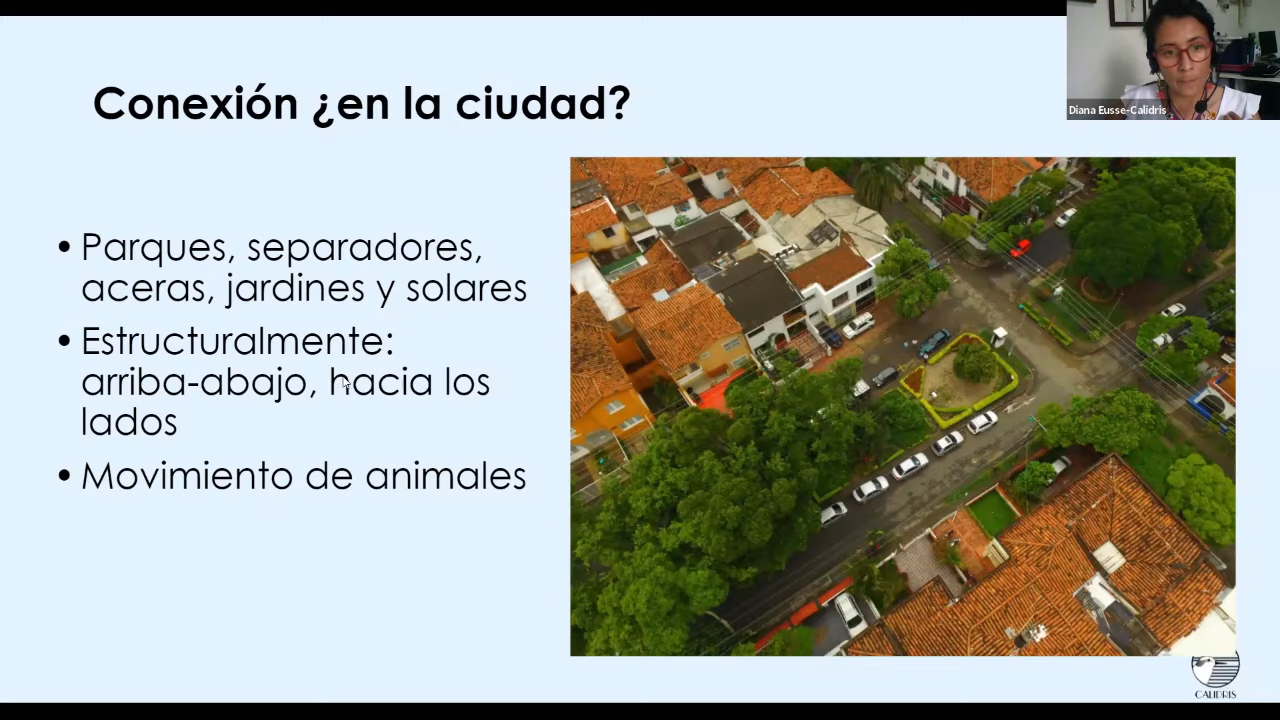 Diana Eusse-Calidris
Conexión ¿en la ciudad?
• Parques, separadores,
aceras, jardines y solares
• Estructuralmente:
arriba-abajo, hacia los
lados
• Movimiento de animales
CALIDRIS